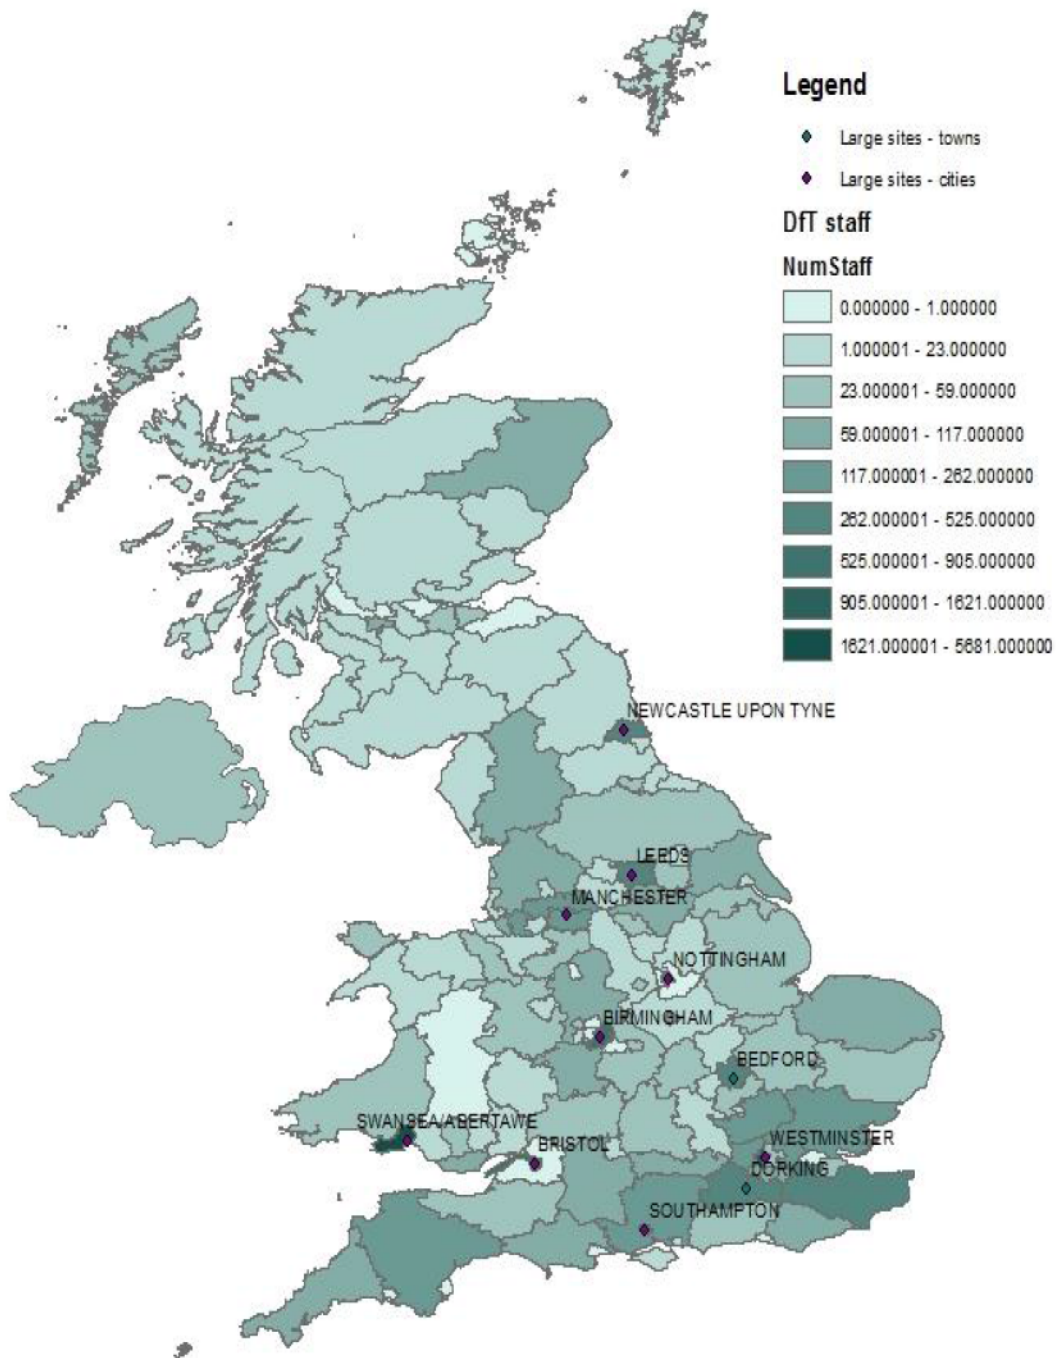 Legend
Large sites - towns
Large sites - cities
DfT staff
NumStaff
0.000000 - 1.000000
1.000001 - 23.000000
23.000001 - 59.000000
59.000001 - 117.000000
117.000001 - 262.000000
262.000001 - 525.000000
525.000001 - 905.000000
905.000001 - 1621.000000
1621.000001 - 5681.000000
NEWCASTLE UPON TYNE
LEEDS
MANCHESTER
NOTTINGHAM
BIRMINGHAM
BEDFORD
SWANSEA/ABERTAWE
WESTMINSTER
BRISTOL
DORKING
SOUTHAMPTON